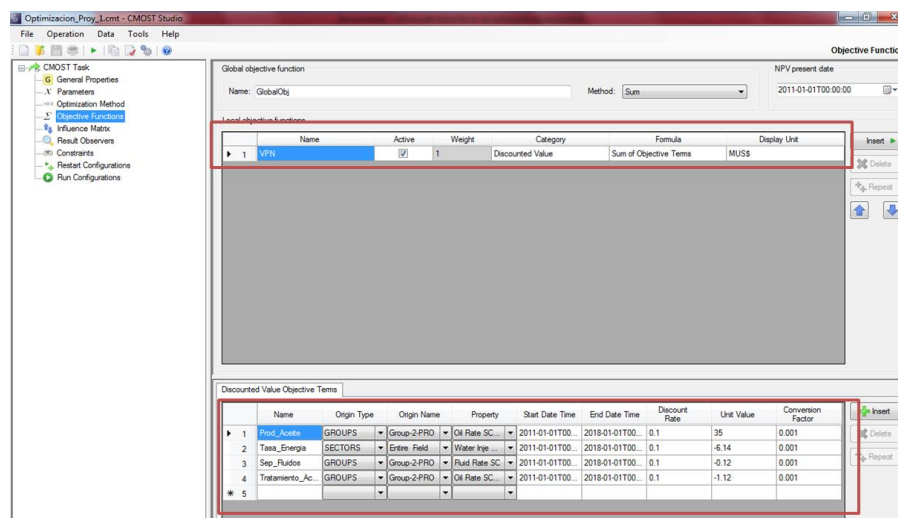 Optimizacion_Proy_1.cmt - CMOST Studio
File Operation Data Tools Help
Objective Functio
CMOST Task
G General Properties
X Parameters
Optimization Method
Σ Objective Functions
Influence Matrix
Result Observers
Constraints
Restart Configurations
Run Configurations
Global objective function
NPV present date
Name: GlobalObj Method: Sum 2011-01-01T00:00:00
Local objective functions
Name Active Weight Category Formula Display Unit
1 VPN 1 Discounted Value Sum of Objective Terms MUS$
Insert
Delete
Repeat
Discounted Value Objective Terms
Name Origin Type Origin Name Property Start Date Time End Date Time Discount Rate Unit Value Conversion Factor
1 Prod_Aceite GROUPS Group-2-PRO Oil Rate SC... 2011-01-01T00... 2018-01-01T00... 0.1 35 0.001
2 Tasa_Energia SECTORS Entire Field Water Inje ... 2011-01-01T00... 2018-01-01T00... 0.1 -6.14 0.001
3 Sep_Fluidos GROUPS Group-2-PRO Fluid Rate SC 2011-01-01T00... 2018-01-01T00... 0.1 -0.12 0.001
4 Tratamiento_Ac... GROUPS Group-2-PRO Oil Rate SC... 2011-01-01T00... 2018-01-01T00... 0.1 -1.12 0.001
5
Insert
Delete
Repeat